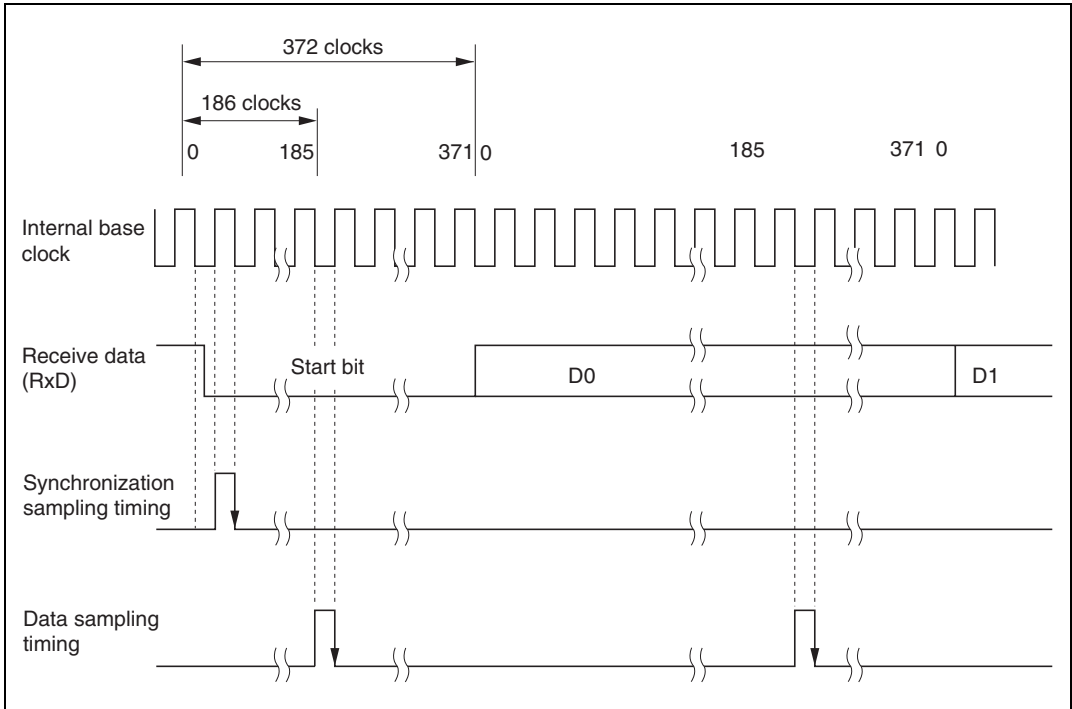 372 clocks
186 clocks
0 185 371 0 185 371 0
Internal base
clock
Receive data
(RxD)
Start bit
D0
D1
Synchronization
sampling timing
Data sampling
timing